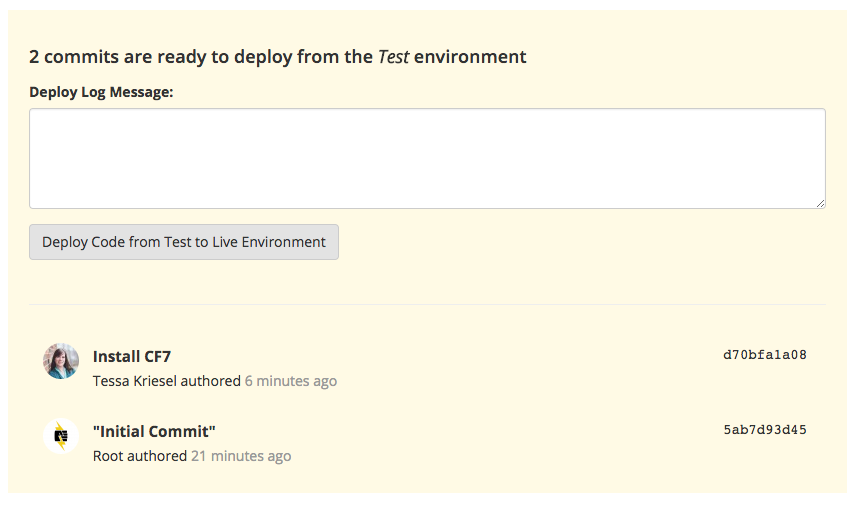 2 commits are ready to deploy from the Test environment
Deploy Log Message:
Deploy Code from Test to Live Environment
Install CF7
d70bfa1a08
Tessa Kriesel authored 6 minutes ago
"Initial Commit"
5ab7d93d45
Root authored 21 minutes ago